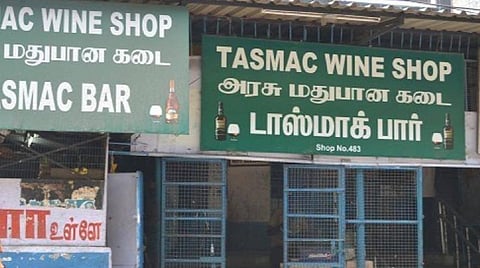 AC WINE SHOP
மதுபான கடை
SMAC BAR
TASMAC WINE SHOP
அரசு மதுபான கடை
டாஸ்மாக் பார்
Shop No.483
பார் உள்ளே